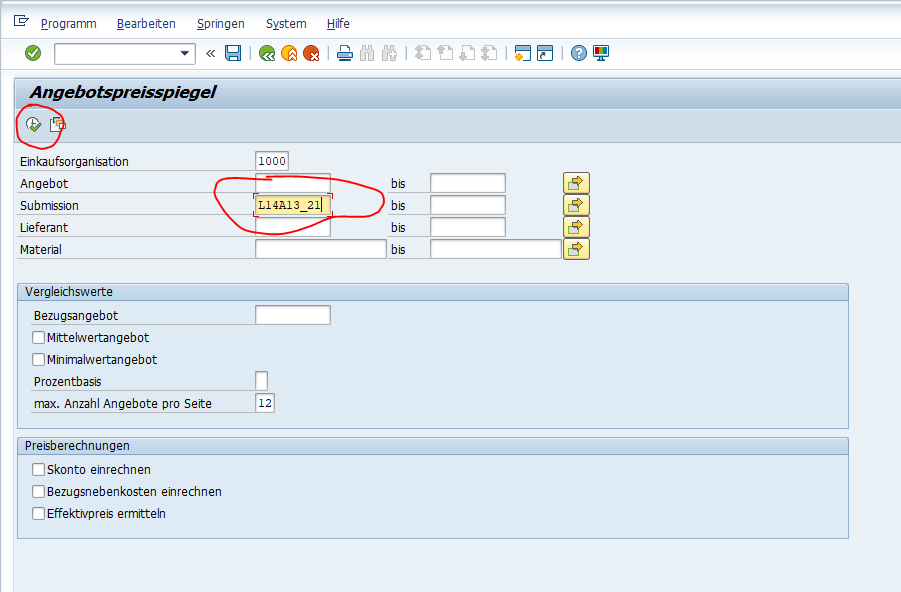 Programm Bearbeiten Springen System Hilfe
Angebotspreisspiegel
Einkaufsorganisation 1000
Angebot bis
Submission L14A13_21 bis
Lieferant bis
Material bis
Vergleichswerte
Bezugsangebot
Mittelwertangebot
Minimalwertangebot
Prozentbasis
max. Anzahl Angebote pro Seite 12
Preisberechnungen
Skonto einrechnen
Bezugsnebenkosten einrechnen
Effektivpreis ermitteln